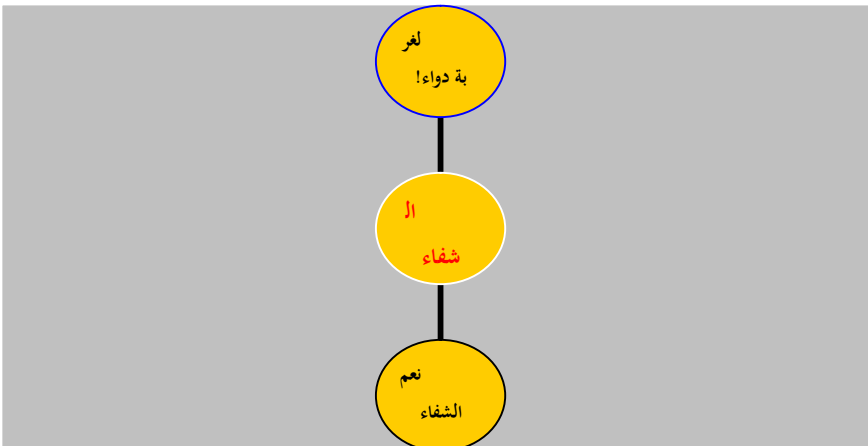 لغر
بة دواء!
الـ
شفاء
نعم
الشفاء